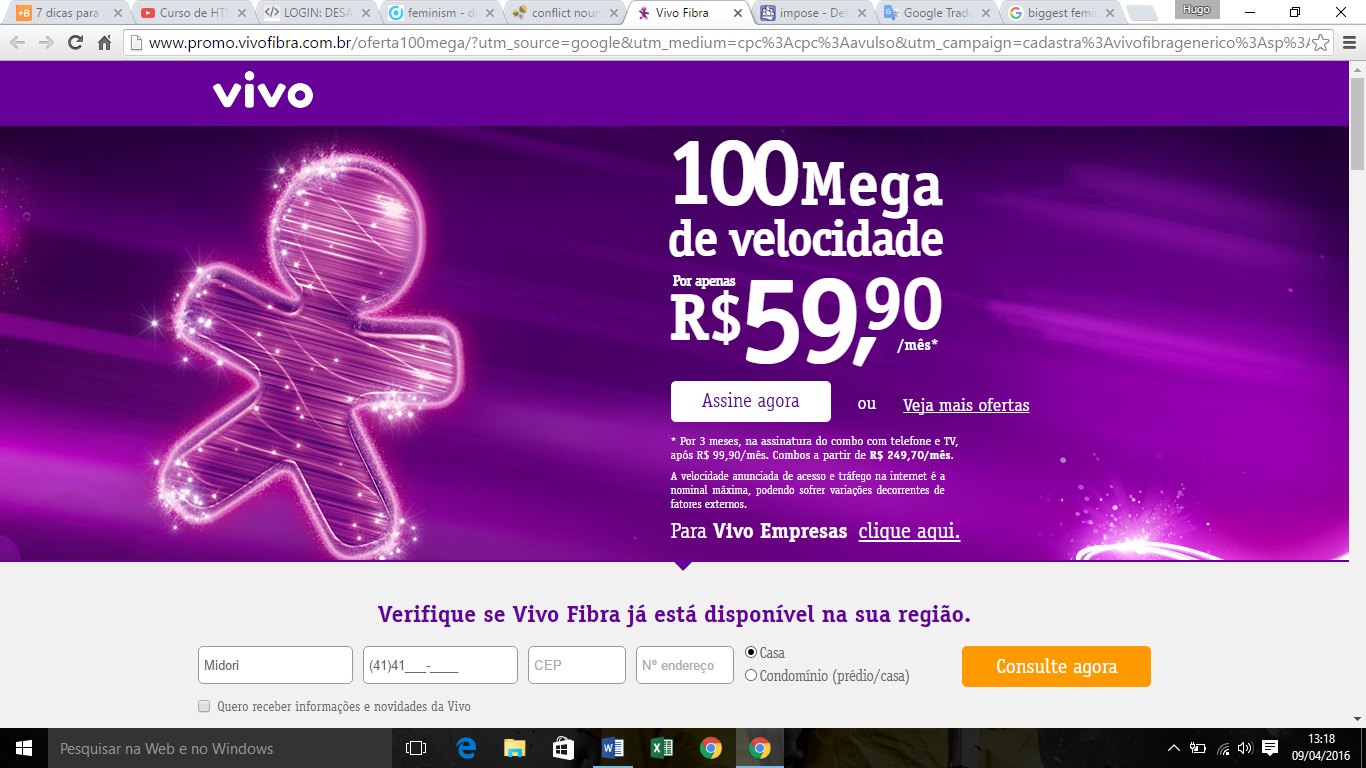 7 dicas para
Curso de HT
LOGIN: DESA
feminism - d
conflict noun
Vivo Fibra
impose - Def
Google Tradu
biggest femi
Hugo
www.promo.vivofibra.com.br/oferta100mega/?utm_source=google&utm_medium=cpc%3Acpc%3Aavulso&utm_campaign=cadastra%3Avivofibragenerico%3Asp%3A
vivo
100Mega
de velocidade
Por apenas
R$59,90
/mês*
Assine agora ou Veja mais ofertas
* Por 3 meses, na assinatura do combo com telefone e TV,
após R$ 99,90/mês. Combos a partir de R$ 249,70/mês.
A velocidade anunciada de acesso e tráfego na internet é a
nominal máxima, podendo sofrer variações decorrentes de
fatores externos.
Para Vivo Empresas clique aqui.
Verifique se Vivo Fibra já está disponível na sua região.
Midori
(41)41___-____
CEP
Nº endereço
Casa
Condomínio (prédio/casa)
Consulte agora
Quero receber informações e novidades da Vivo
Pesquisar na Web e no Windows
13:18
09/04/2016